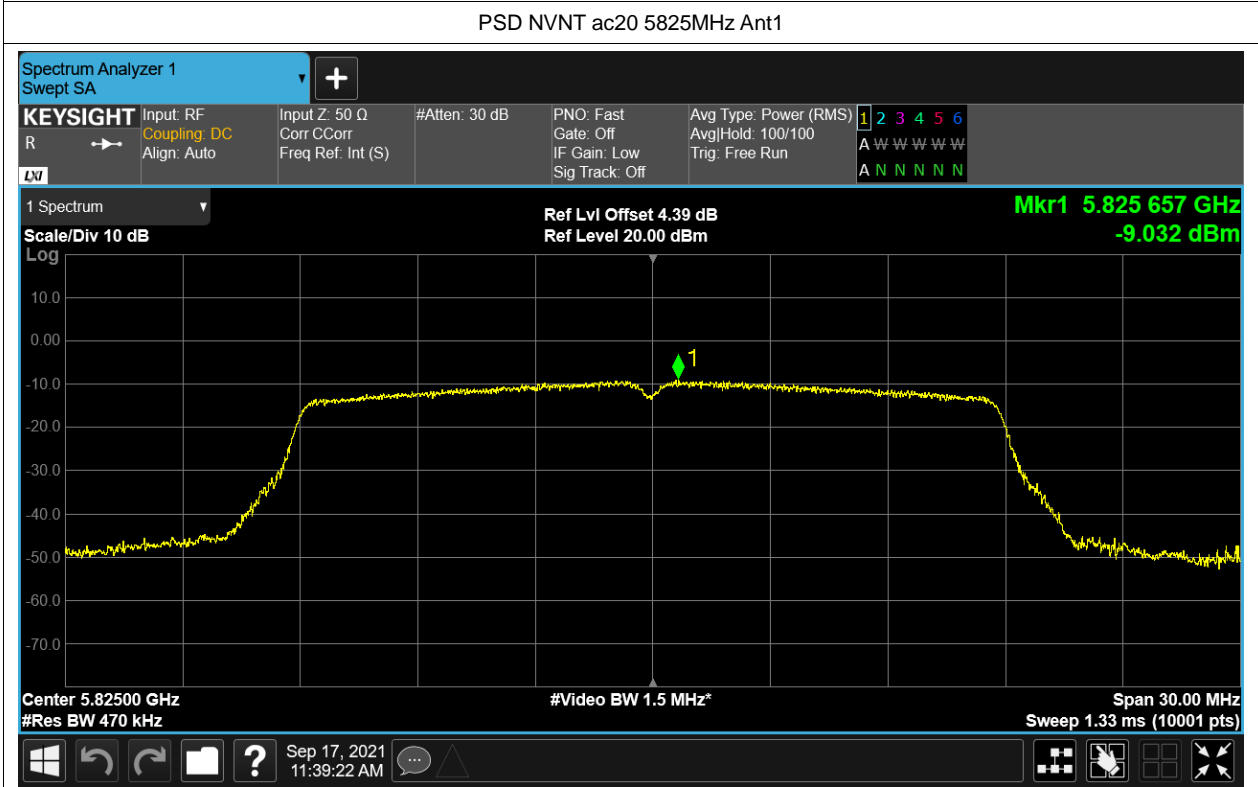 PSD NVNT ac20 5825MHz Ant1
Spectrum Analyzer 1
Swept SA
KEYSIGHT
R
LXI
Input: RF
Coupling: DC
Align: Auto
Input Z: 50 Ω
Corr CCorr
Freq Ref: Int (S)
#Atten: 30 dB
PNO: Fast
Gate: Off
IF Gain: Low
Sig Track: Off
Avg Type: Power (RMS)
Avg|Hold: 100/100
Trig: Free Run
1 2 3 4 5 6
A W W W W W
A N N N N N
1 Spectrum
Scale/Div 10 dB
Log
Ref Lvl Offset 4.39 dB
Ref Level 20.00 dBm
Mkr1 5.825 657 GHz
-9.032 dBm
10.0
0.00
-10.0
-20.0
-30.0
-40.0
-50.0
-60.0
-70.0
1
Center 5.82500 GHz
#Res BW 470 kHz
#Video BW 1.5 MHz*
Span 30.00 MHz
Sweep 1.33 ms (10001 pts)
?
Sep 17, 2021
11:39:22 AM